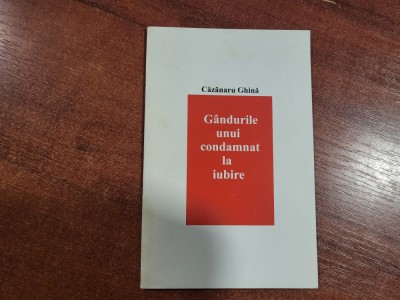 Căzănaru Ghină
Gândurile
unui
condamnat
la
iubire